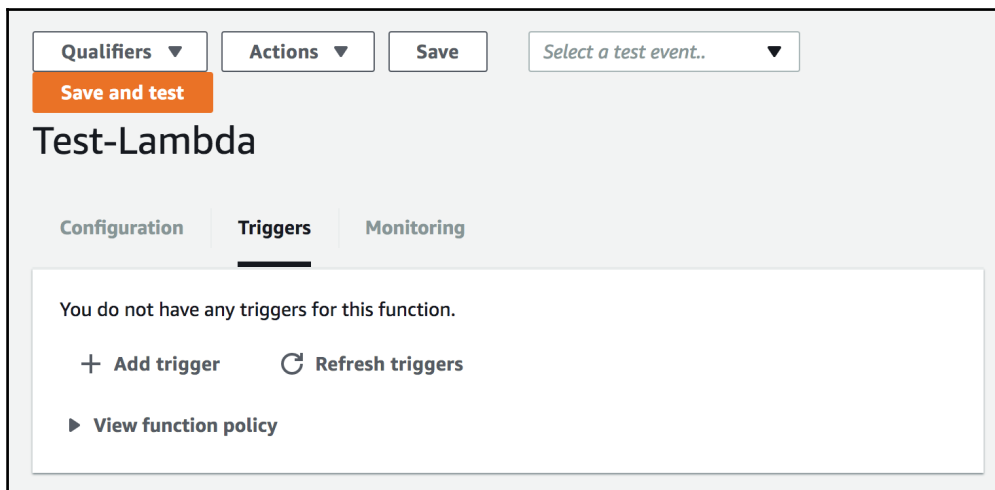 Qualifiers Actions Save Select a test event..
Save and test
Test-Lambda
Configuration Triggers Monitoring
You do not have any triggers for this function.
Add trigger Refresh triggers
View function policy